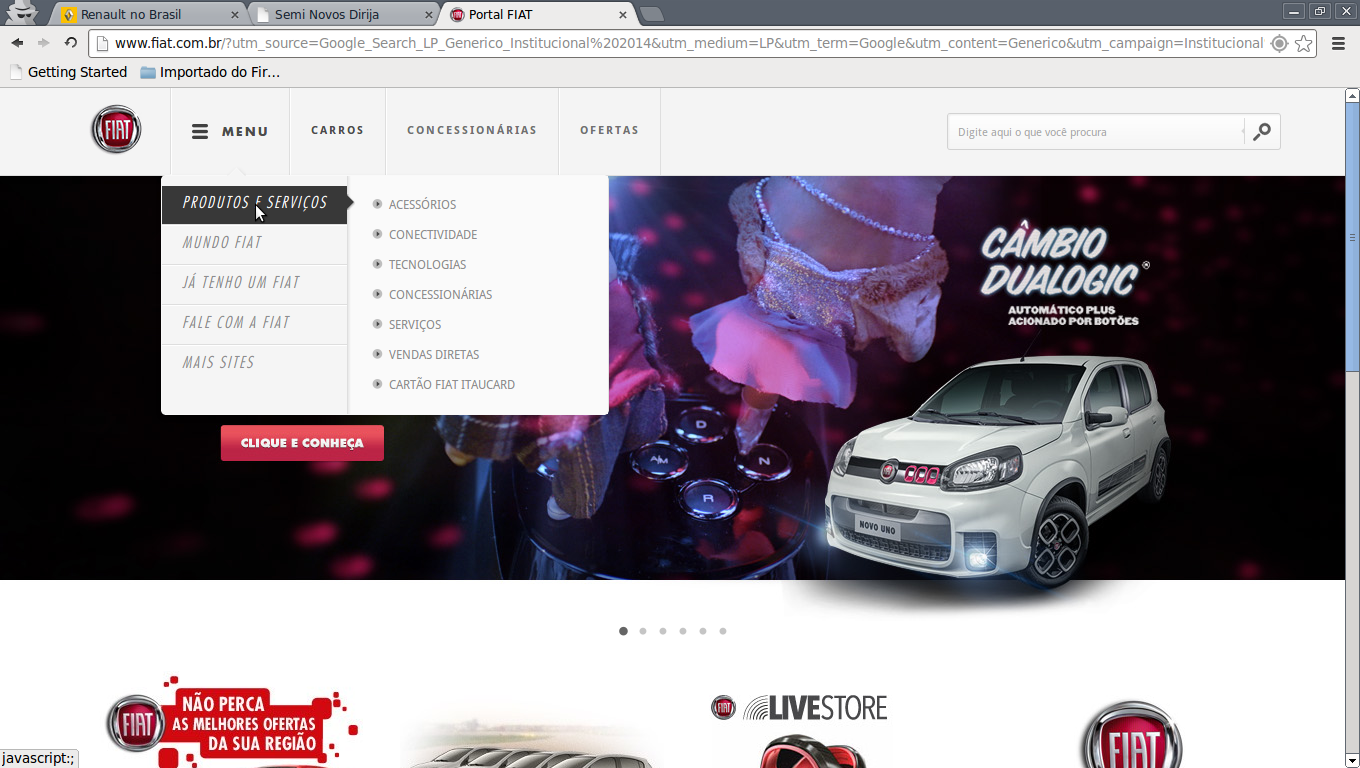 Renault no Brasil
Semi Novos Dirija
Portal FIAT
www.fiat.com.br/?utm_source=Google_Search_LP_Generico_Institucional%202014&utm_medium=LP&utm_term=Google&utm_content=Generico&utm_campaign=Institucional
Getting Started
Importado do Fir...
FIAT
MENU
CARROS
CONCESSIONÁRIAS
OFERTAS
Digite aqui o que você procura
PRODUTOS E SERVIÇOS
MUNDO FIAT
JÁ TENHO UM FIAT
FALE COM A FIAT
MAIS SITES
ACESSÓRIOS
CONECTIVIDADE
TECNOLOGIAS
CONCESSIONÁRIAS
SERVIÇOS
VENDAS DIRETAS
CARTÃO FIAT ITAUCARD
CÂMBIO
DUALOGIC®
AUTOMÁTICO PLUS
ACIONADO POR BOTÕES
CLIQUE E CONHEÇA
D
A/M
N
R
NOVO UNO
FIAT
NÃO PERCA
AS MELHORES OFERTAS
DA SUA REGIÃO
FIAT
LIVESTORE
FIAT
javascript:;